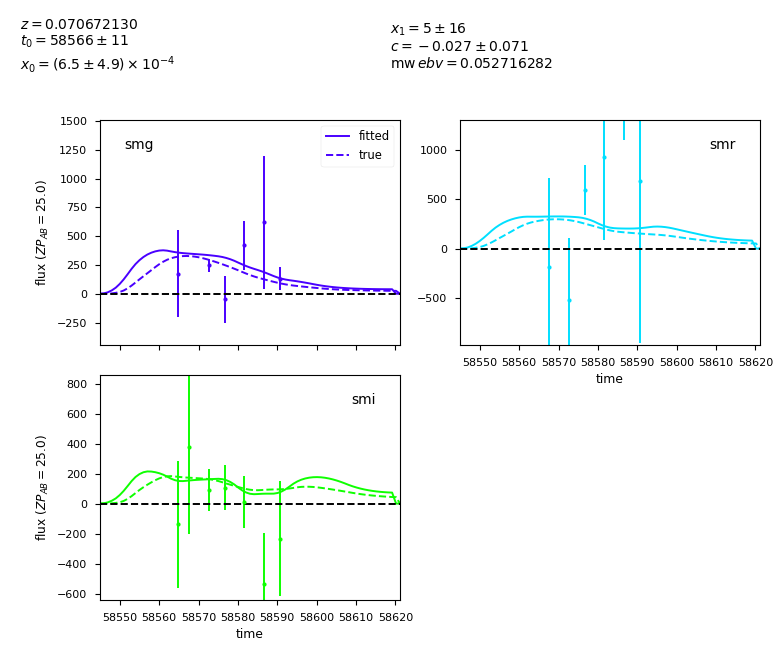 z = 0.070672130
t₀ = 58566 ± 11
x₀ = (6.5 ± 4.9) × 10⁻⁴
x₁ = 5 ± 16
c = −0.027 ± 0.071
mw ebv = 0.052716282
smg
fitted
true
1500
1250
1000
750
500
250
0
−250
flux (ZP_AB = 25.0)
smr
1000
500
0
−500
58550 58560 58570 58580 58590 58600 58610 58620
time
smi
800
600
400
200
0
−200
−400
−600
flux (ZP_AB = 25.0)
58550 58560 58570 58580 58590 58600 58610 58620
time